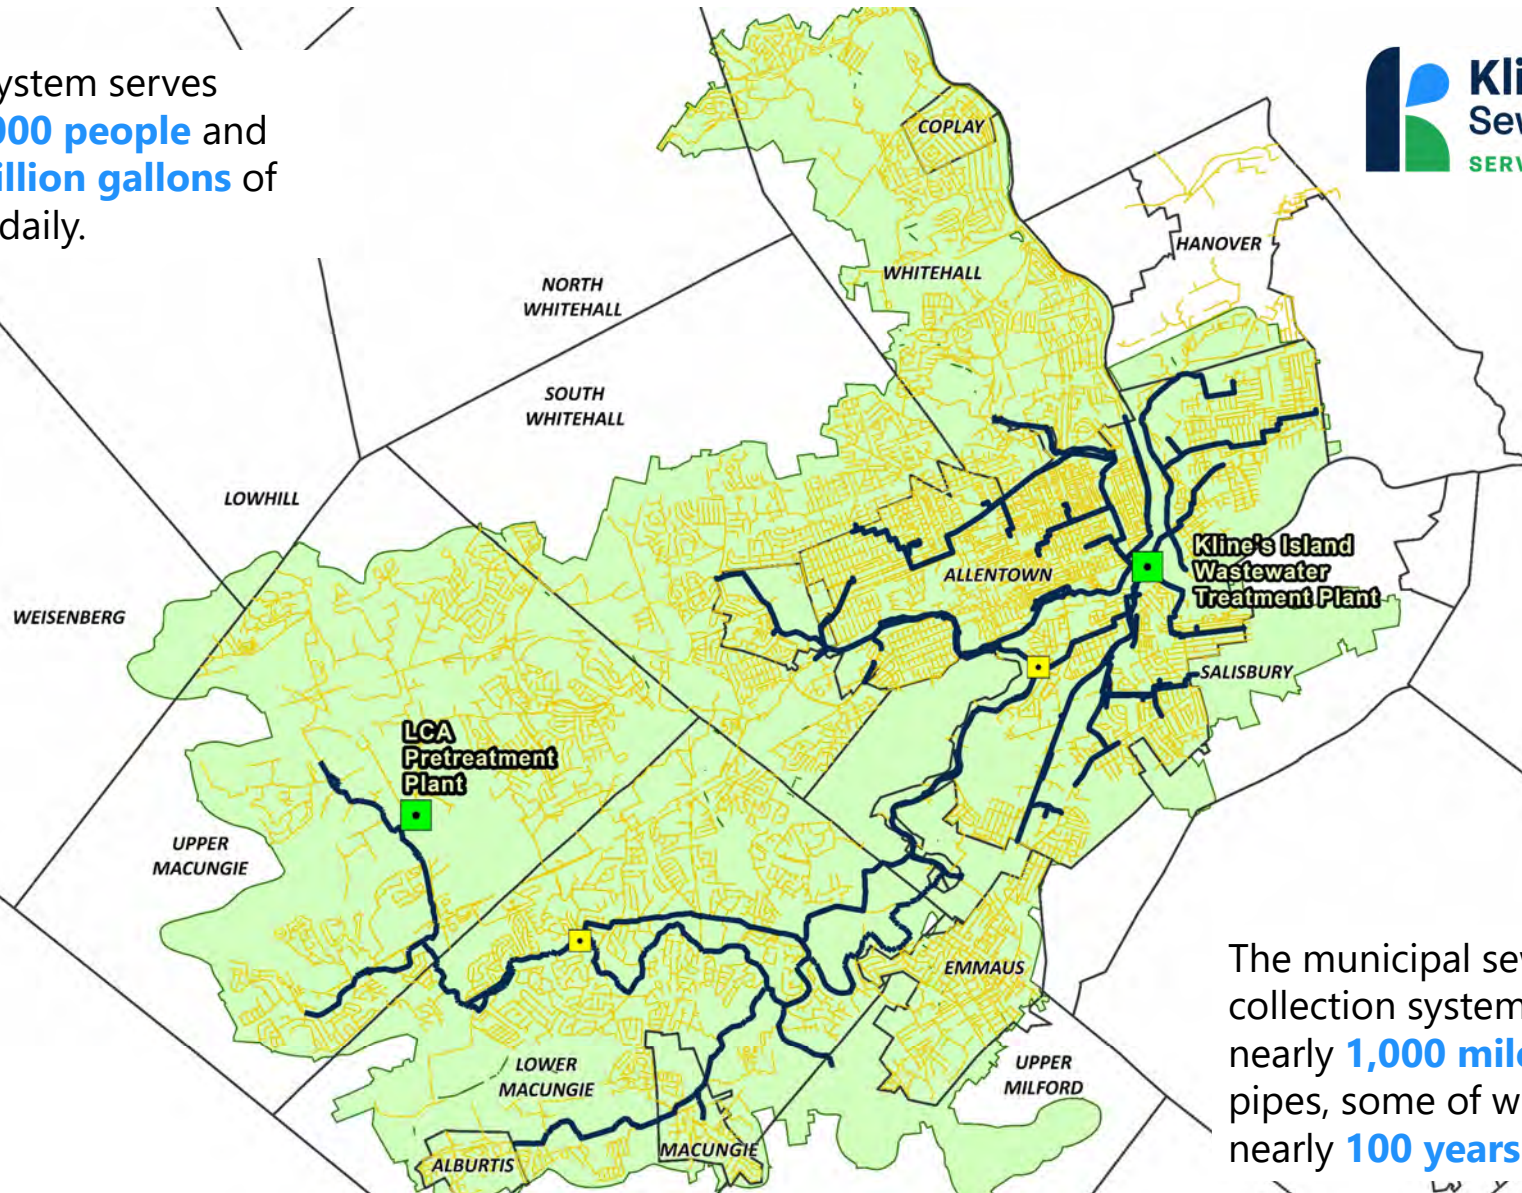 ystem serves
000 people and
illion gallons of
daily.
Kli
Sew
SERV
COPLAY
HANOVER
WHITEHALL
NORTH
WHITEHALL
SOUTH
WHITEHALL
LOWHILL
Kline's Island
Wastewater
Treatment Plant
ALLENTOWN
WEISENBERG
SALISBURY
LCA
Pretreatment
Plant
UPPER
MACUNGIE
EMMAUS
The municipal sew
collection system
nearly 1,000 mile
pipes, some of w
nearly 100 years
LOWER
MACUNGIE
UPPER
MILFORD
MACUNGIE
ALBURTIS